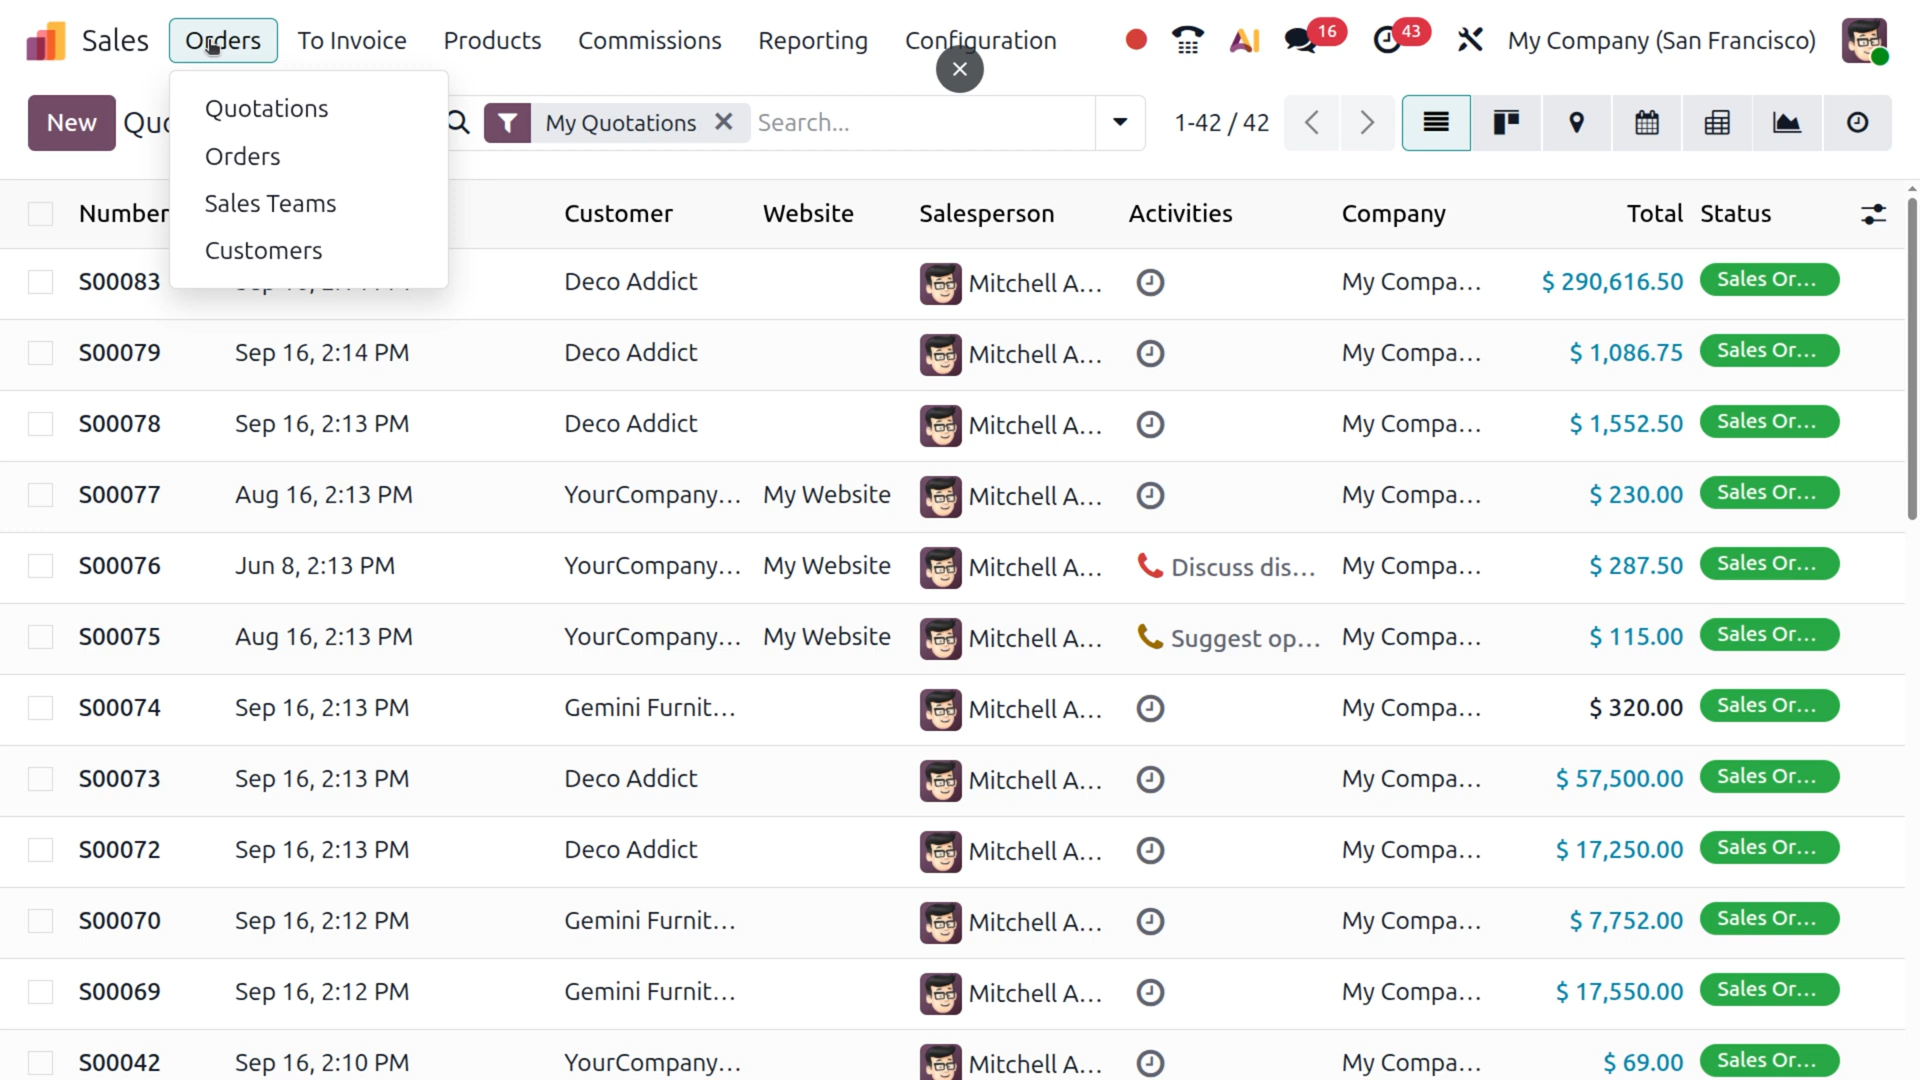 Sales Orders To Invoice Products Commissions Reporting Configuration 16 43 My Company (San Francisco)
Quotations
Orders
Sales Teams
Customers
New My Quotations Search... 1-42 / 42
Number Customer Website Salesperson Activities Company Total Status
S00083 Deco Addict Mitchell A... My Compa... $ 290,616.50 Sales Or...
S00079 Sep 16, 2:14 PM Deco Addict Mitchell A... My Compa... $ 1,086.75 Sales Or...
S00078 Sep 16, 2:13 PM Deco Addict Mitchell A... My Compa... $ 1,552.50 Sales Or...
S00077 Aug 16, 2:13 PM YourCompany... My Website Mitchell A... My Compa... $ 230.00 Sales Or...
S00076 Jun 8, 2:13 PM YourCompany... My Website Mitchell A... Discuss dis... My Compa... $ 287.50 Sales Or...
S00075 Aug 16, 2:13 PM YourCompany... My Website Mitchell A... Suggest op... My Compa... $ 115.00 Sales Or...
S00074 Sep 16, 2:13 PM Gemini Furnit... Mitchell A... My Compa... $ 320.00 Sales Or...
S00073 Sep 16, 2:13 PM Deco Addict Mitchell A... My Compa... $ 57,500.00 Sales Or...
S00072 Sep 16, 2:13 PM Deco Addict Mitchell A... My Compa... $ 17,250.00 Sales Or...
S00070 Sep 16, 2:12 PM Gemini Furnit... Mitchell A... My Compa... $ 7,752.00 Sales Or...
S00069 Sep 16, 2:12 PM Gemini Furnit... Mitchell A... My Compa... $ 17,550.00 Sales Or...
S00042 Sep 16, 2:10 PM YourCompany... Mitchell A... My Compa... $ 69.00 Sales Or...